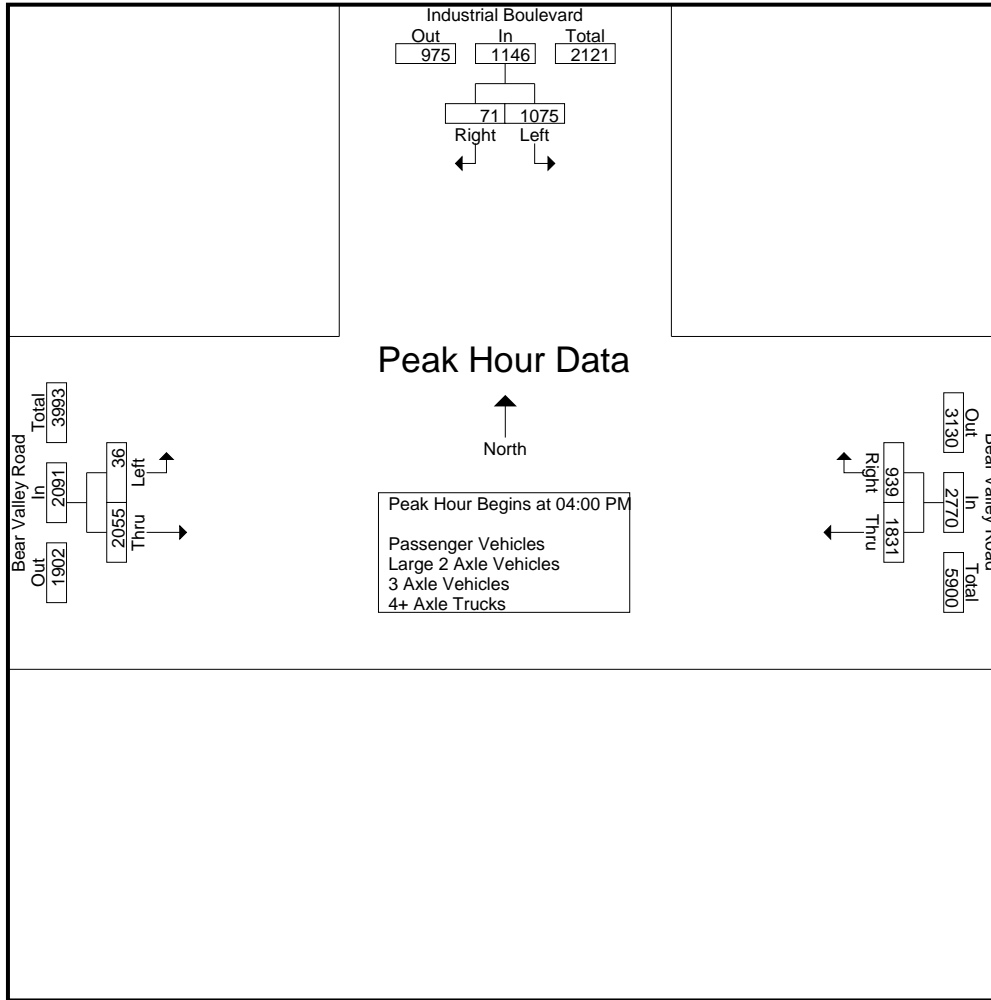 Industrial Boulevard
Out In Total
975 1146 2121
71 1075
Right Left
Peak Hour Data
North
Peak Hour Begins at 04:00 PM
Passenger Vehicles
Large 2 Axle Vehicles
3 Axle Vehicles
4+ Axle Trucks
Bear Valley Road
Total In Out
3993 2091 1902
36 2055
Left Thru
Bear Valley Road
Out In Total
3130 2770 5900
939 1831
Right Thru